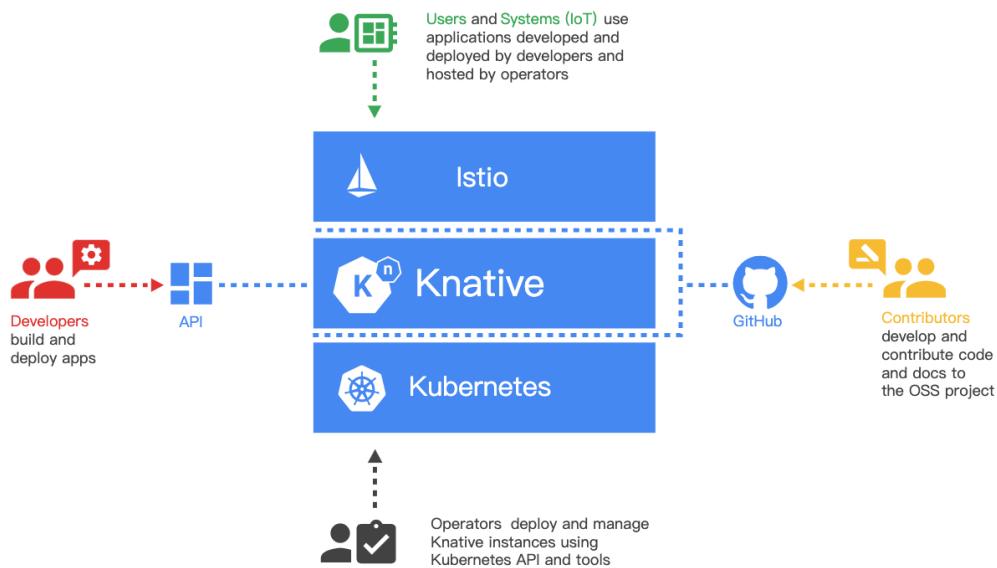 Users and Systems (IoT) use
applications developed and
deployed by developers and
hosted by operators
Istio
K
n
Knative
Developers
build and
deploy apps
API
GitHub
Contributors
develop and
contribute code
and docs to
the OSS project
Kubernetes
Operators deploy and manage
Knative instances using
Kubernetes API and tools